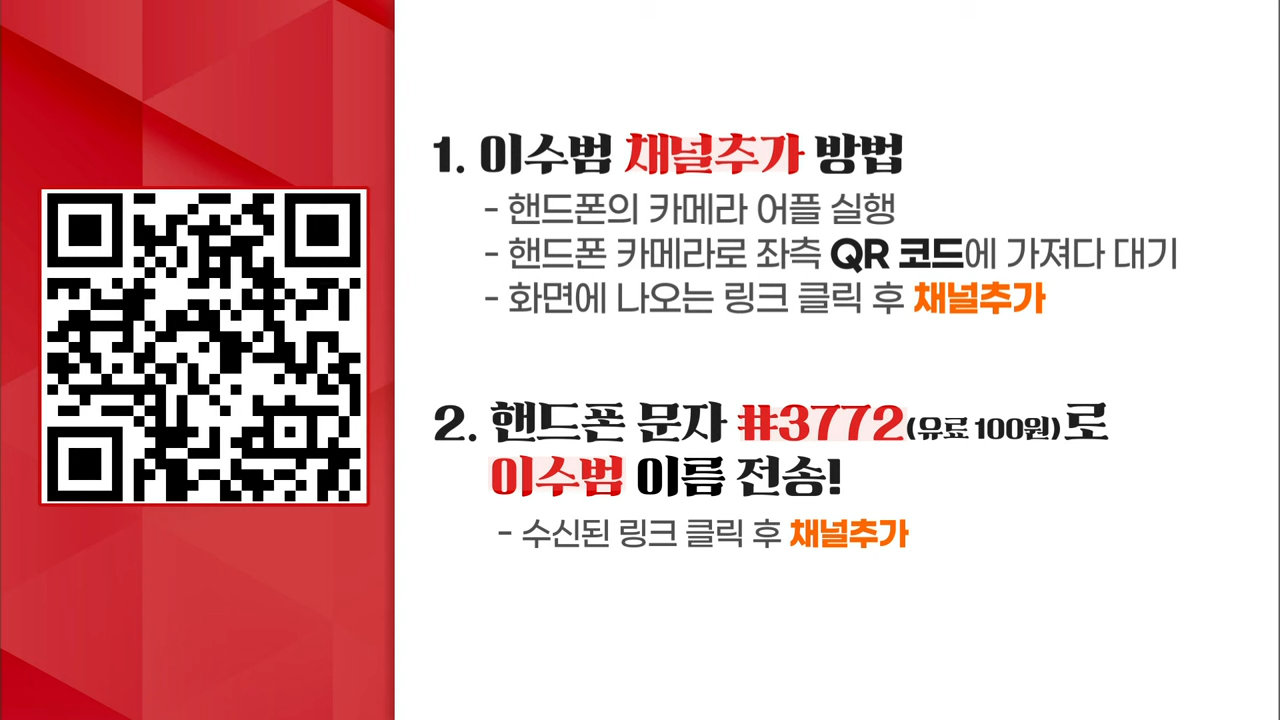 1. 이수범 채널추가 방법
- 핸드폰의 카메라 어플 실행
- 핸드폰 카메라로 좌측 QR 코드에 가져다 대기
- 화면에 나오는 링크 클릭 후 채널추가
2. 핸드폰 문자 #3772(유료 100원)로
이수범 이름 전송!
- 수신된 링크 클릭 후 채널추가